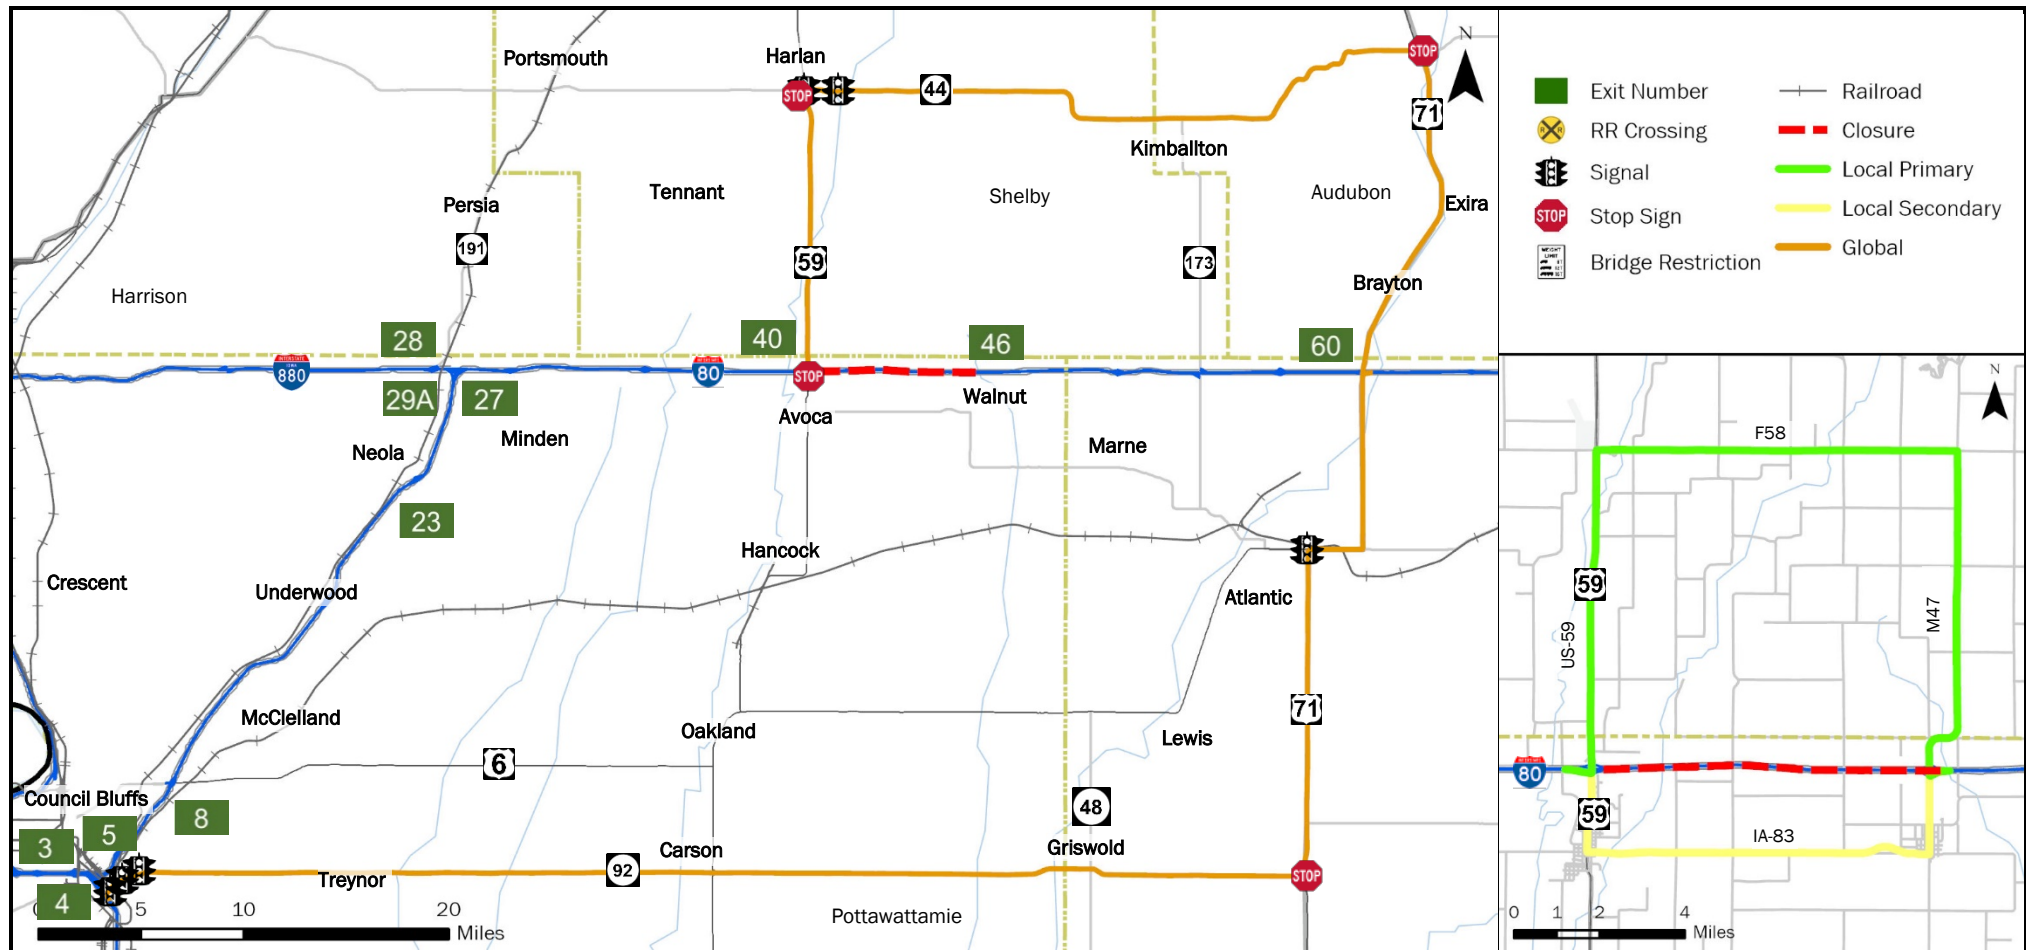 Portsmouth
Harlan
STOP
44
STOP
71
N
Kimballton
Persia
191
Tennant
Shelby
Audubon
Exira
59
173
Harrison
Brayton
28
40
46
60
INTERSTATE
880
80
STOP
29A
27
Walnut
Avoca
Neola
Minden
Marne
23
Hancock
Crescent
Underwood
Atlantic
McClelland
Oakland
Lewis
71
6
Council Bluffs
8
48
5
3
Carson
Griswold
92
Treynor
STOP
4
5
10
20
Miles
Pottawattamie
Exit Number
Railroad
RR Crossing
Closure
Signal
Local Primary
STOP
Stop Sign
Local Secondary
Global
WEIGHT
LIMIT
Bridge Restriction
N
F58
59
US-59
M47
80
59
IA-83
0 1 2 4
Miles